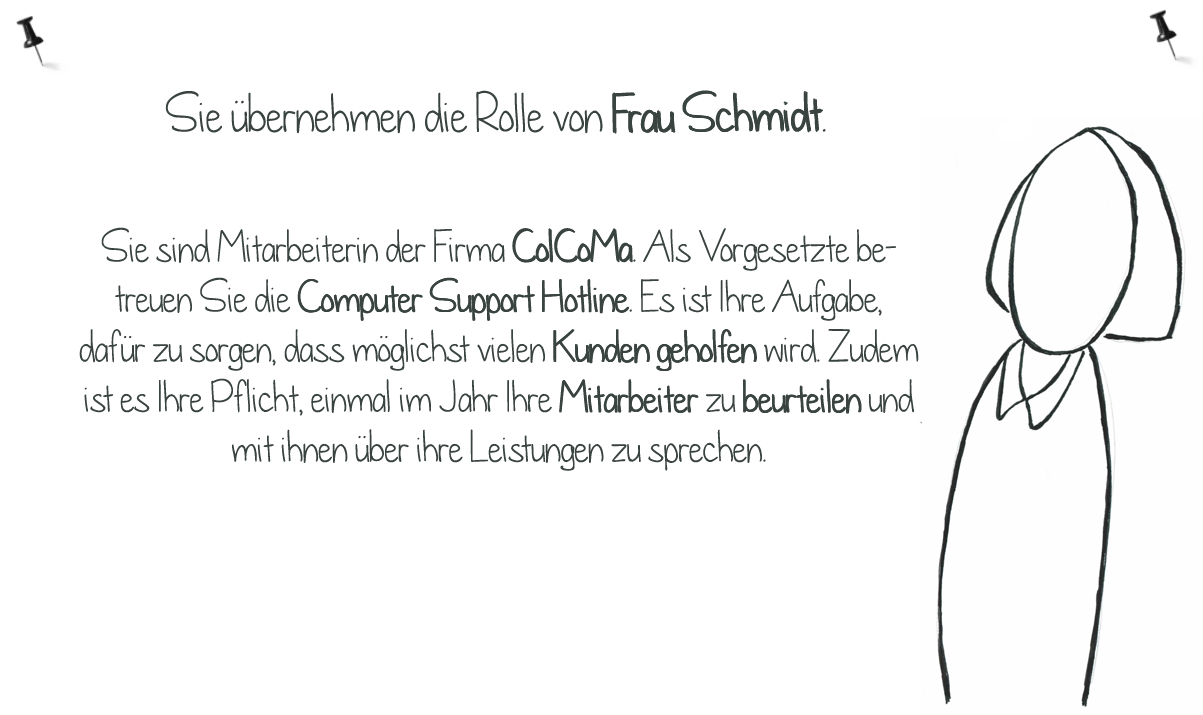 Sie übernehmen die Rolle von Frau Schmidt.
Sie sind Mitarbeiterin der Firma ColCoMa. Als Vorgesetzte be-
treuen Sie die Computer Support Hotline. Es ist Ihre Aufgabe,
dafür zu sorgen, dass möglichst vielen Kunden geholfen wird. Zudem
ist es Ihre Pflicht, einmal im Jahr Ihre Mitarbeiter zu beurteilen und
mit ihnen über ihre Leistungen zu sprechen.